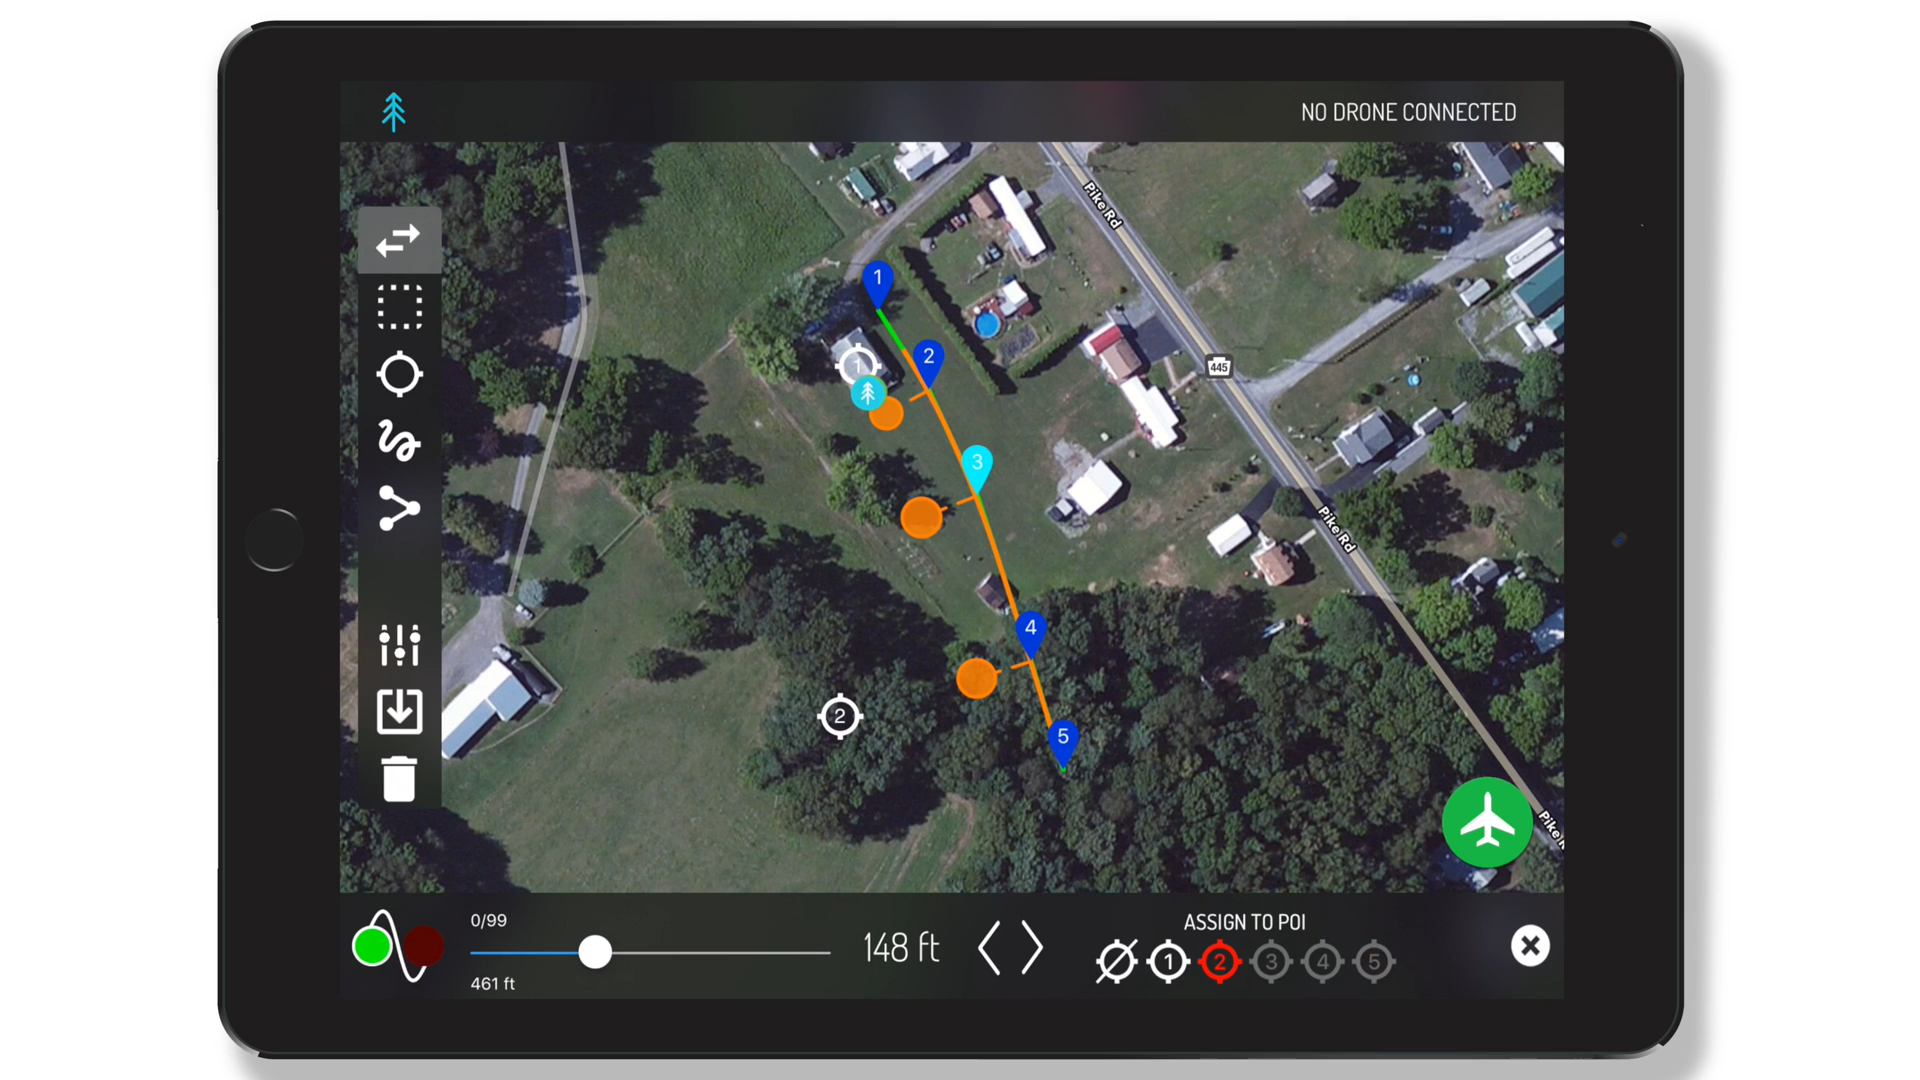 NO DRONE CONNECTED
Pike Rd
1
2
1
445
3
Pike Rd
4
2
5
Pike R
0/99
148 ft
461 ft
ASSIGN TO POI
1 2 3 4 5